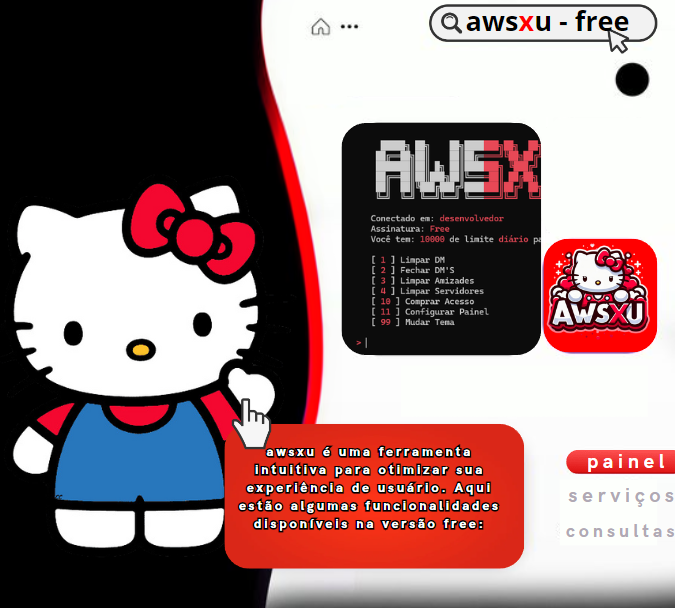 awsxu - free
AWSX
Conectado em: desenvolvedor
Assinatura: Free
Você tem: 10000 de limite diário pa
[ 1 ] Limpar DM
[ 2 ] Fechar DM'S
[ 3 ] Limpar Amizades
[ 4 ] Limpar Servidores
[ 10 ] Comprar Acesso
[ 11 ] Configurar Painel
[ 99 ] Mudar Tema
> |
AWSXU
awsxu é uma ferramenta
intuitiva para otimizar sua
experiência de usuário. Aqui
estão algumas funcionalidades
disponíveis na versão free:
painel
serviços
consultas